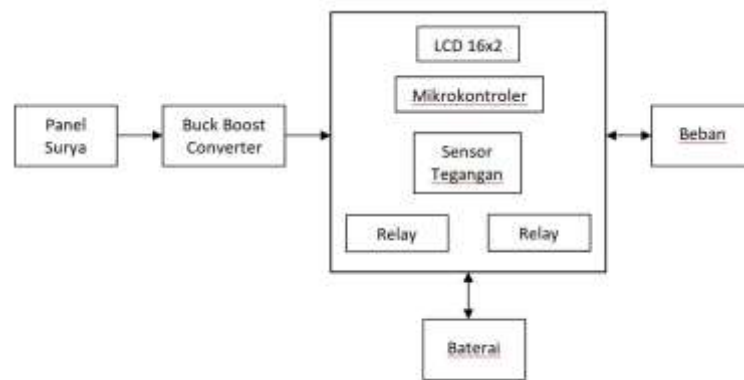 LCD 16x2
Mikrokontroler
Panel
Surya
Buck Boost
Converter
Sensor
Tegangan
Beban
Relay
Relay
Baterai